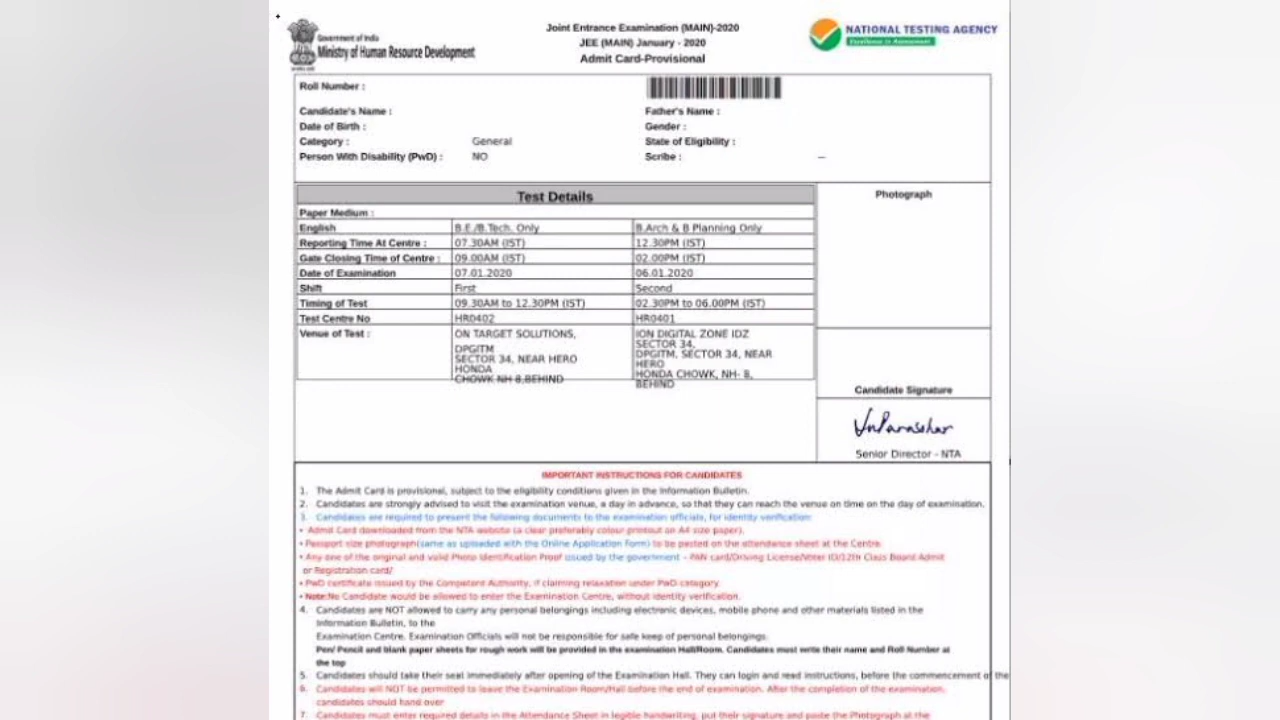 Government of India
Ministry of Human Resource Development
Joint Entrance Examination (MAIN)-2020
JEE (MAIN) January - 2020
Admit Card-Provisional
NATIONAL TESTING AGENCY
Excellence in Assessment
Roll Number :
Candidate's Name : Father's Name :
Date of Birth : Gender :
Category : General State of Eligibility :
Person With Disability (PwD) : NO Scribe : --
Test Details
Photograph
Paper Medium :
English B.E./B.Tech. Only B.Arch & B Planning Only
Reporting Time At Centre : 07.30AM (IST) 12.30PM (IST)
Gate Closing Time of Centre : 09.00AM (IST) 02.00PM (IST)
Date of Examination 07.01.2020 06.01.2020
Shift First Second
Timing of Test 09.30AM to 12.30PM (IST) 02.30PM to 06.00PM (IST)
Test Centre No HR0402 HR0401
Venue of Test :
ON TARGET SOLUTIONS,
DPGITM
SECTOR 34, NEAR HERO
HONDA
CHOWK NH 8,BEHIND
ION DIGITAL ZONE IDZ
SECTOR 34,
DPGITM, SECTOR 34, NEAR
HERO
HONDA CHOWK, NH- 8,
BEHIND
Candidate Signature
Senior Director - NTA
IMPORTANT INSTRUCTIONS FOR CANDIDATES
1. The Admit Card is provisional, subject to the eligibility conditions given in the Information Bulletin.
2. Candidates are strongly advised to visit the examination venue, a day in advance, so that they can reach the venue on time on the day of examination.
3. Candidates are required to present the following documents to the examination officials, for identity verification:
• Admit Card downloaded from the NTA website (a clear preferably colour printout on A4 size paper).
• Passport size photograph(same as uploaded with the Online Application Form) to be pasted on the attendance sheet at the Centre.
• Any one of the original and valid Photo Identification Proof issued by the government - PAN card/Driving License/Voter ID/12th Class Board Admit
or Registration card/
• PwD certificate issued by the Competent Authority, if claiming relaxation under PwD category.
• Note:No Candidate would be allowed to enter the Examination Centre, without identity verification.
4. Candidates are NOT allowed to carry any personal belongings including electronic devices, mobile phone and other materials listed in the
Information Bulletin, to the
Examination Centre. Examination Officials will not be responsible for safe keep of personal belongings.
Pen/ Pencil and blank paper sheets for rough work will be provided in the examination Hall/Room. Candidates must write their name and Roll Number at
the top
5. Candidates should take their seat immediately after opening of the Examination Hall. They can login and read instructions, before the commencement of the
6. Candidates will NOT be permitted to leave the Examination Room/Hall before the end of examination. After the completion of the examination,
candidates should hand over
7. Candidates must enter required details in the Attendance Sheet in legible handwriting, put their signature and paste the Photograph at the